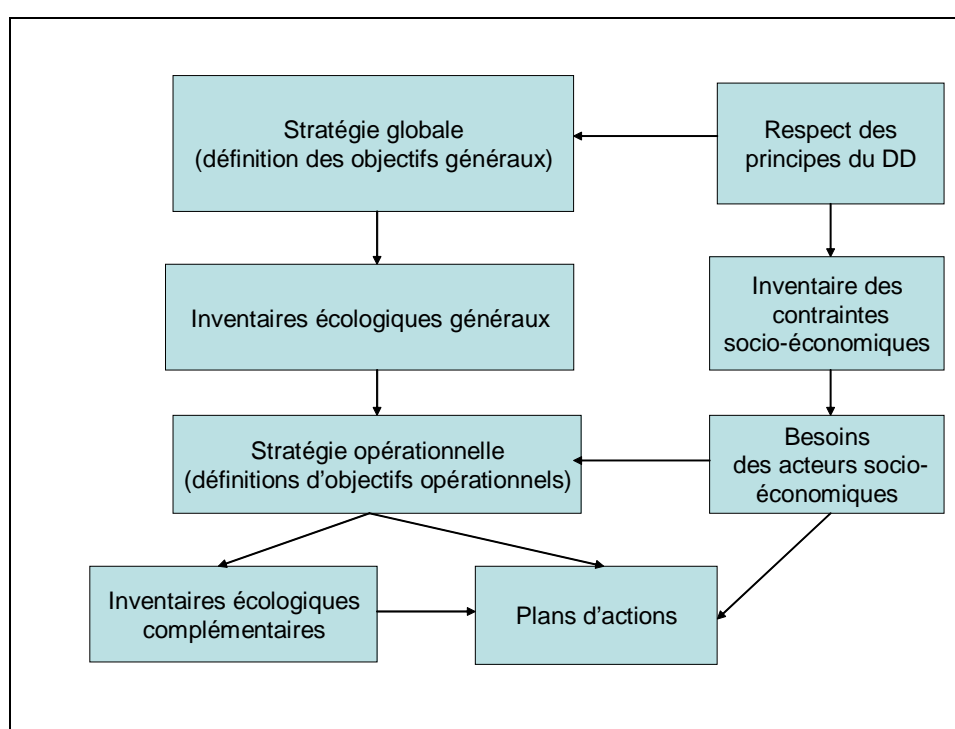 Stratégie globale
(définition des objectifs généraux)
Respect des
principes du DD
Inventaires écologiques généraux
Inventaire des
contraintes
socio-économiques
Stratégie opérationnelle
(définitions d'objectifs opérationnels)
Besoins
des acteurs socio-
économiques
Inventaires écologiques
complémentaires
Plans d'actions